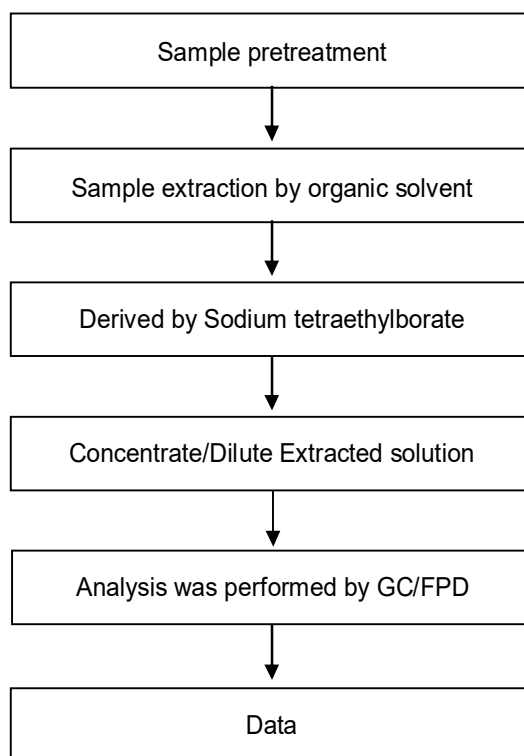 Sample pretreatment
Sample extraction by organic solvent
Derived by Sodium tetraethylborate
Concentrate/Dilute Extracted solution
Analysis was performed by GC/FPD
Data